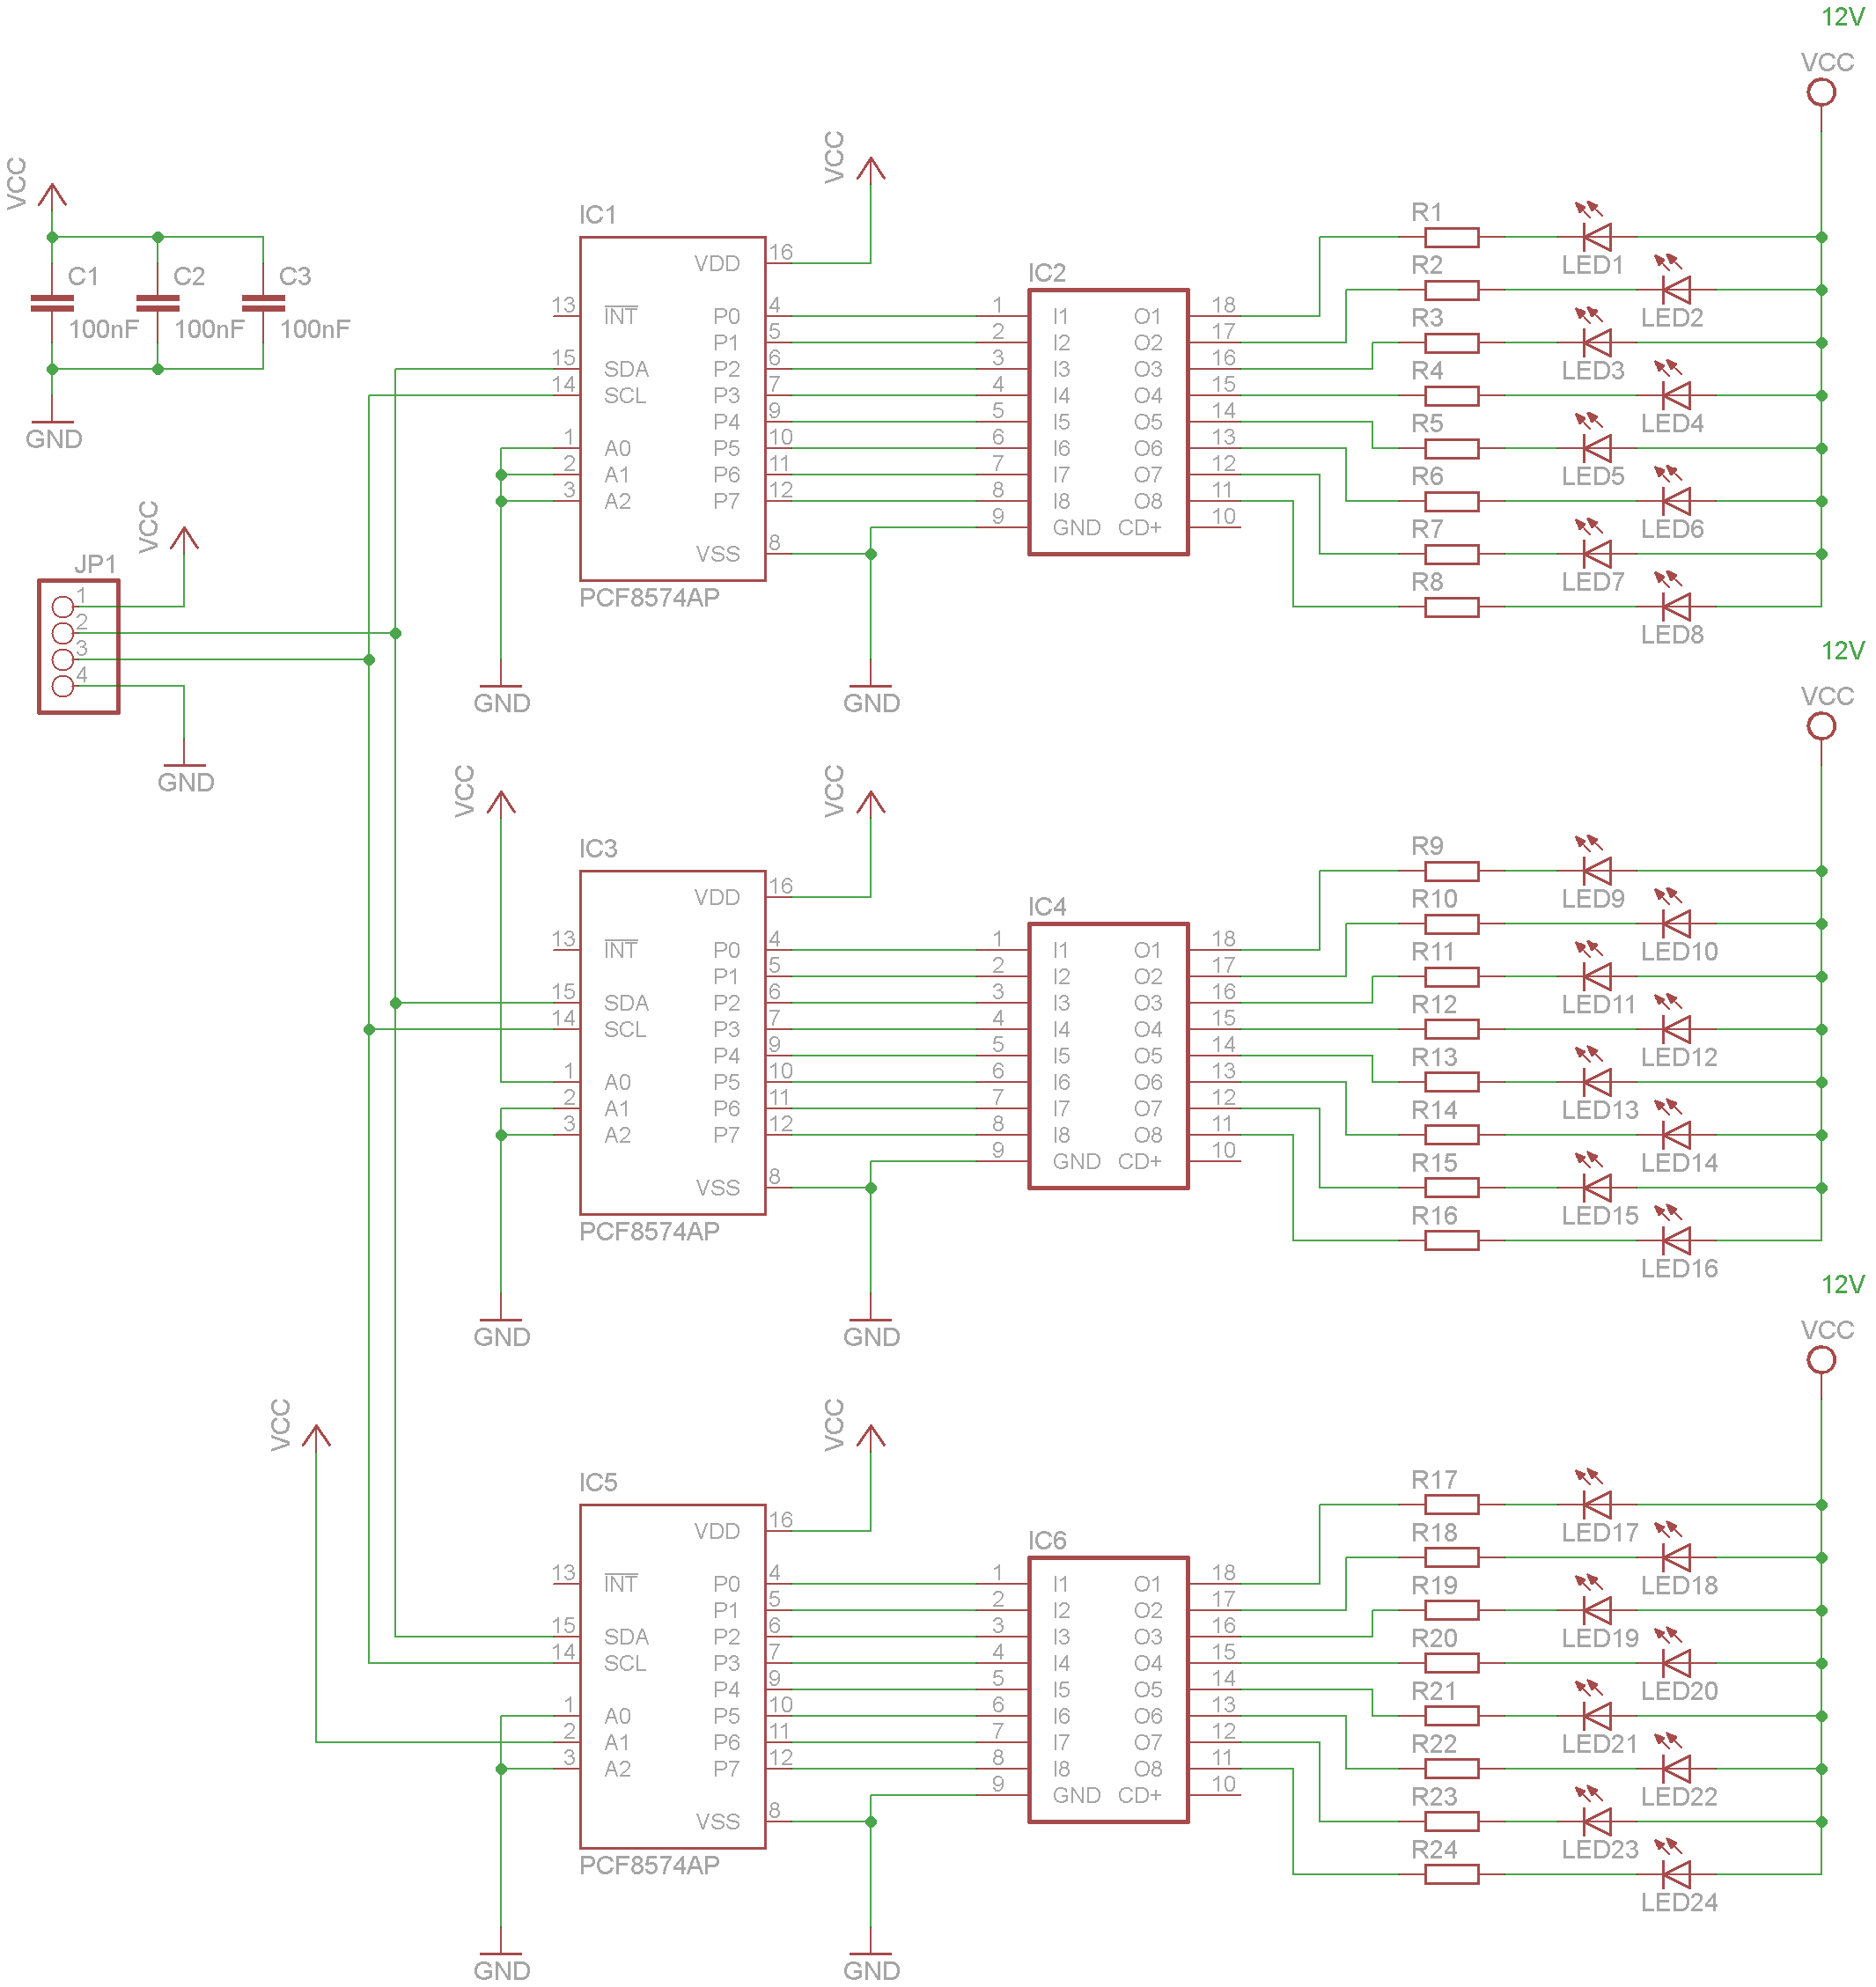 12V
VCC
VCC
C1
100nF
C2
100nF
C3
100nF
GND
JP1
1
2
3
4
VCC
GND
VCC
IC1
VDD 16
13 INT P0 4
P1 5
15 SDA P2 6
14 SCL P3 7
P4 9
1 A0 P5 10
2 A1 P6 11
3 A2 P7 12
VSS 8
PCF8574AP
GND
GND
IC2
1 I1 O1 18
2 I2 O2 17
3 I3 O3 16
4 I4 O4 15
5 I5 O5 14
6 I6 O6 13
7 I7 O7 12
8 I8 O8 11
9 GND CD+ 10
R1 LED1
R2 LED2
R3 LED3
R4 LED4
R5 LED5
R6 LED6
R7 LED7
R8 LED8
12V
VCC
VCC
VCC
IC3
VDD 16
13 INT P0 4
P1 5
15 SDA P2 6
14 SCL P3 7
P4 9
1 A0 P5 10
2 A1 P6 11
3 A2 P7 12
VSS 8
PCF8574AP
GND
GND
IC4
1 I1 O1 18
2 I2 O2 17
3 I3 O3 16
4 I4 O4 15
5 I5 O5 14
6 I6 O6 13
7 I7 O7 12
8 I8 O8 11
9 GND CD+ 10
R9 LED9
R10 LED10
R11 LED11
R12 LED12
R13 LED13
R14 LED14
R15 LED15
R16 LED16
12V
VCC
VCC
VCC
IC5
VDD 16
13 INT P0 4
P1 5
15 SDA P2 6
14 SCL P3 7
P4 9
1 A0 P5 10
2 A1 P6 11
3 A2 P7 12
VSS 8
PCF8574AP
GND
GND
IC6
1 I1 O1 18
2 I2 O2 17
3 I3 O3 16
4 I4 O4 15
5 I5 O5 14
6 I6 O6 13
7 I7 O7 12
8 I8 O8 11
9 GND CD+ 10
R17 LED17
R18 LED18
R19 LED19
R20 LED20
R21 LED21
R22 LED22
R23 LED23
R24 LED24